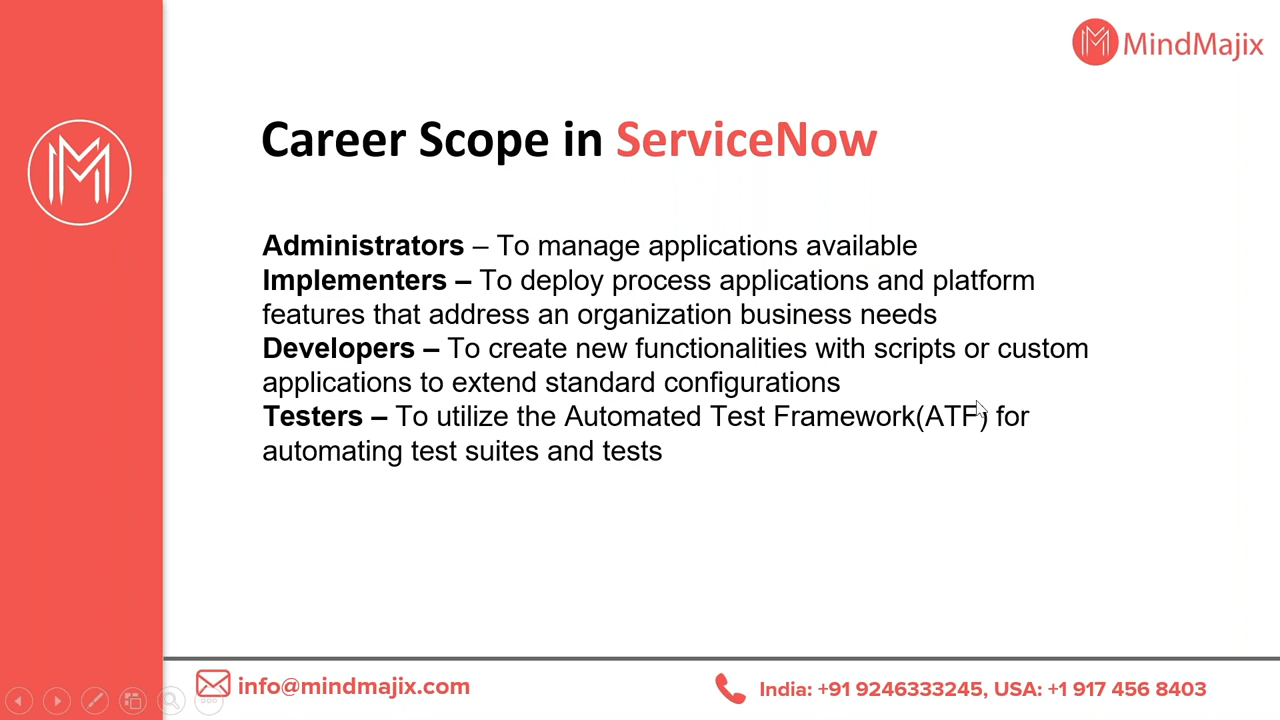 MindMajix
Career Scope in ServiceNow
Administrators – To manage applications available
Implementers – To deploy process applications and platform
features that address an organization business needs
Developers – To create new functionalities with scripts or custom
applications to extend standard configurations
Testers – To utilize the Automated Test Framework(ATF) for
automating test suites and tests
info@mindmajix.com
India: +91 9246333245, USA: +1 917 456 8403